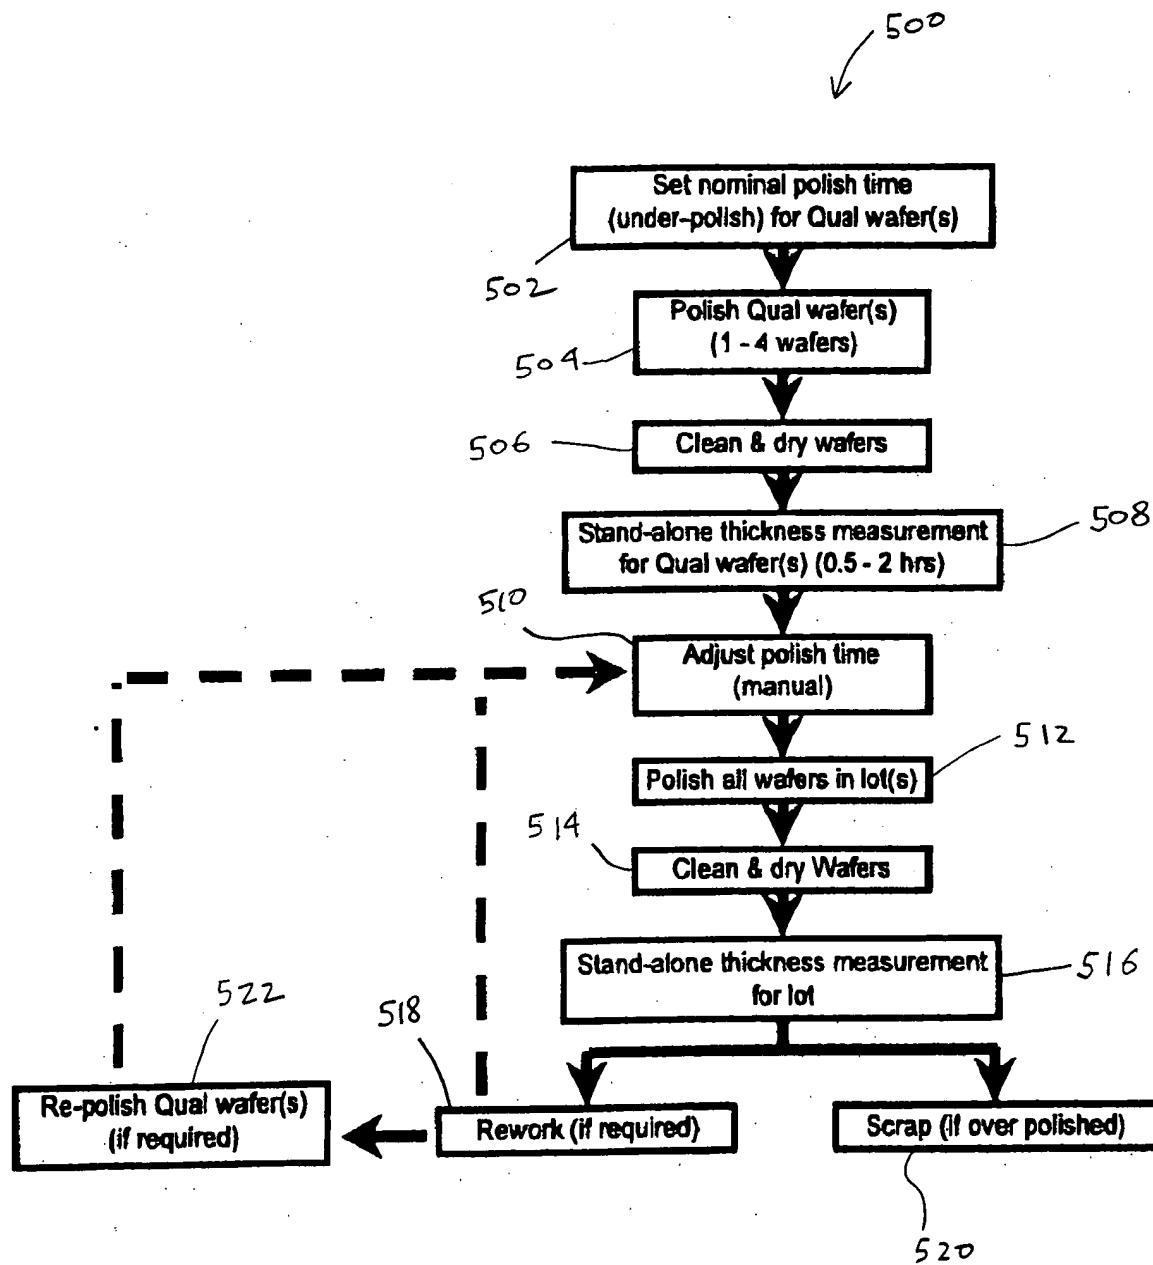 500
Set nominal polish time
(under-polish) for Qual wafer(s)
502
Polish Qual wafer(s)
(1 - 4 wafers)
504
506
Clean & dry wafers
Stand-alone thickness measurement
for Qual wafer(s) (0.5 - 2 hrs)
508
510
Adjust polish time
(manual)
512
Polish all wafers in lot(s)
514
Clean & dry Wafers
Stand-alone thickness measurement
for lot
516
522
518
Re-polish Qual wafer(s)
(if required)
Rework (if required)
Scrap (if over polished)
520